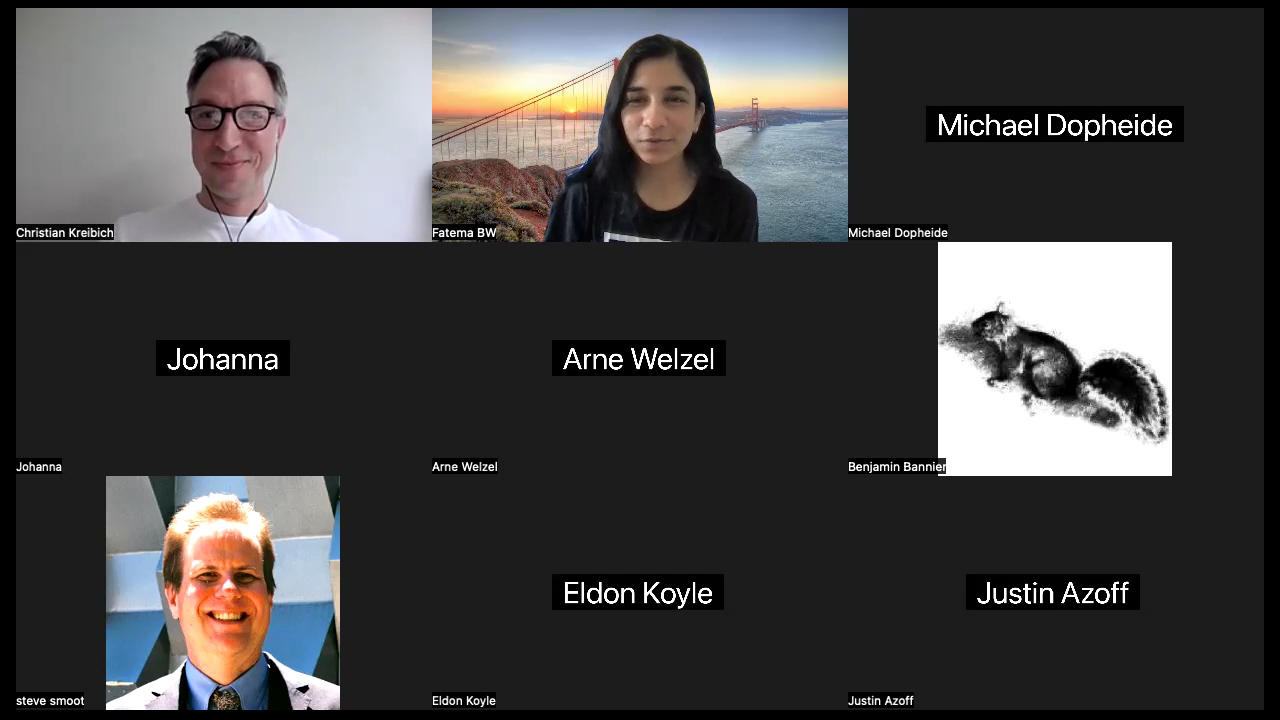 Christian Kreibich
Fatema BW
Michael Dopheide
Michael Dopheide
Johanna
Johanna
Arne Welzel
Arne Welzel
Benjamin Bannier
steve smoot
Eldon Koyle
Eldon Koyle
Justin Azoff
Justin Azoff